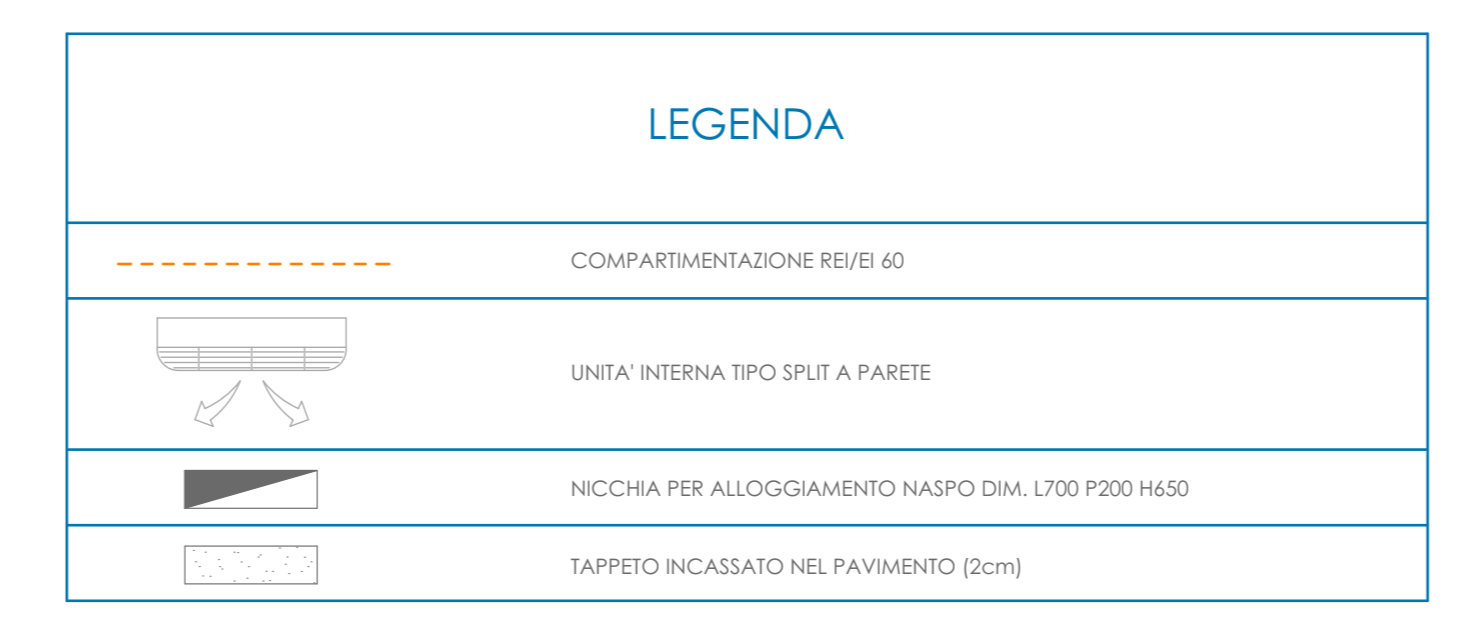 LEGENDA
COMPARTIMENTAZIONE REI/EI 60
UNITA' INTERNA TIPO SPLIT A PARETE
NICCHIA PER ALLOGGIAMENTO NASPO DIM. L700 P200 H650
TAPPETO INCASSATO NEL PAVIMENTO (2cm)